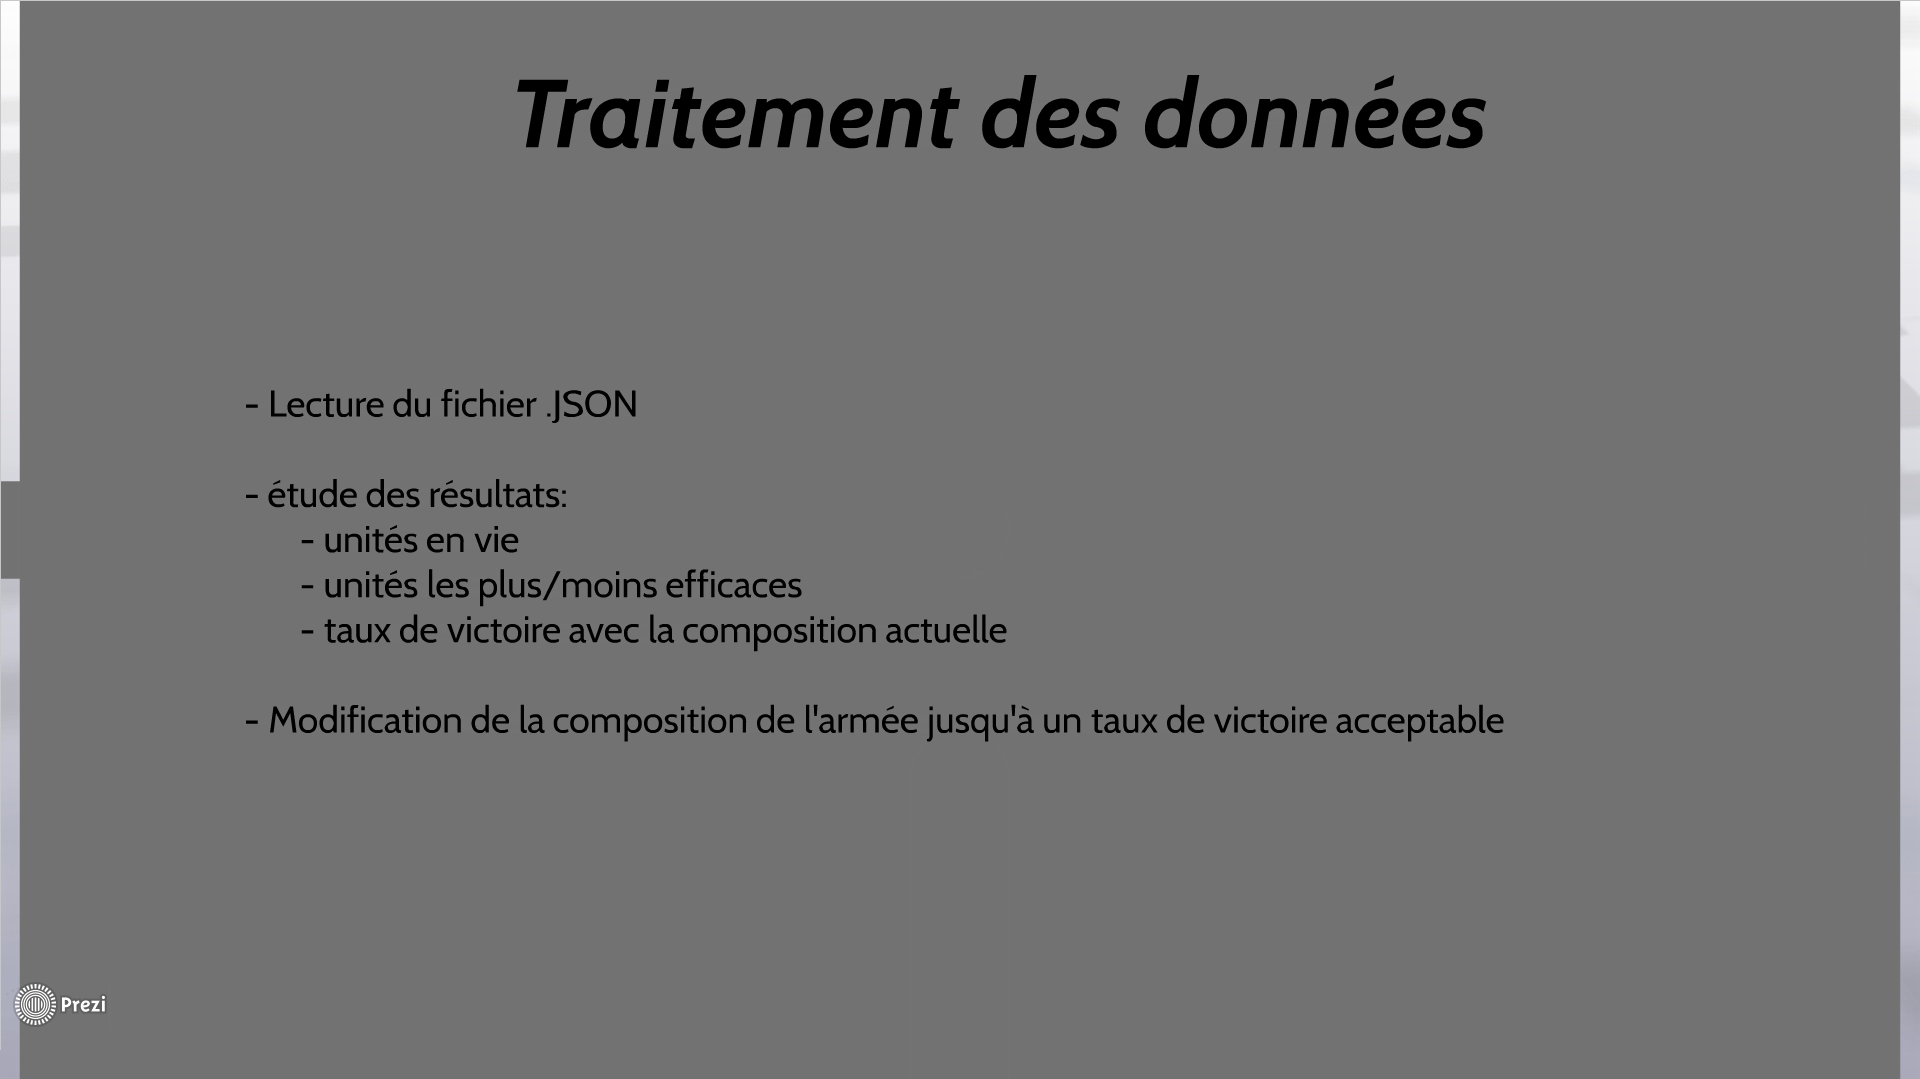 Traitement des données
- Lecture du fichier .JSON
- étude des résultats:
- unités en vie
- unités les plus/moins efficaces
- taux de victoire avec la composition actuelle
- Modification de la composition de l'armée jusqu'à un taux de victoire acceptable
Prezi